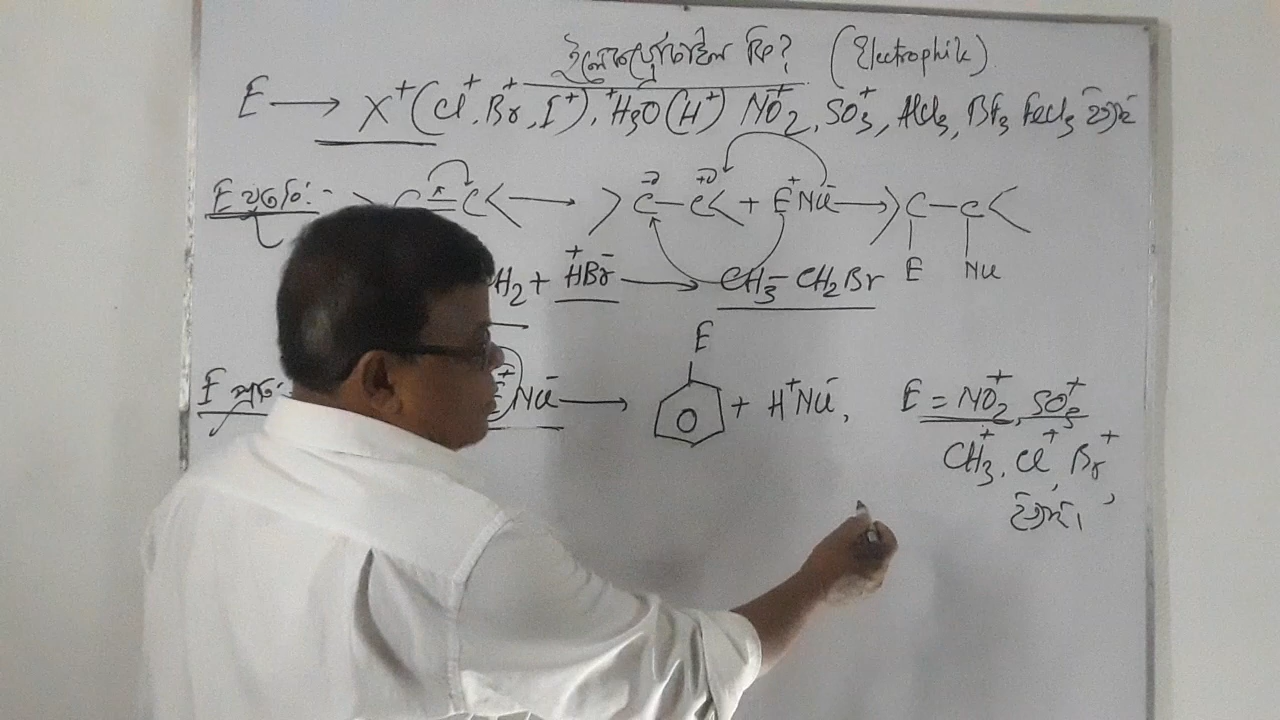 ইলেকট্রোফাইল কি? (Electrophile)
E → X⁺ (Cl⁺, Br⁺, I⁺), ⁺H₃O (H⁺) NO₂⁺, SO₃⁺, AlCl₃, BF₃ FeCl₃ ইত্যাদি
E যুত বি: - > C = C < → > C — C < + E⁺Nu⁻ → > C — C <
E Nu
H₂ + H⁺Br⁻ → CH₃ – CH₂Br
E
Nu⁻ → + H⁺Nu⁻, E = NO₂⁺, SO₃⁺
CH₃⁺, Cl⁺, Br⁺,
ইত্যাদি।